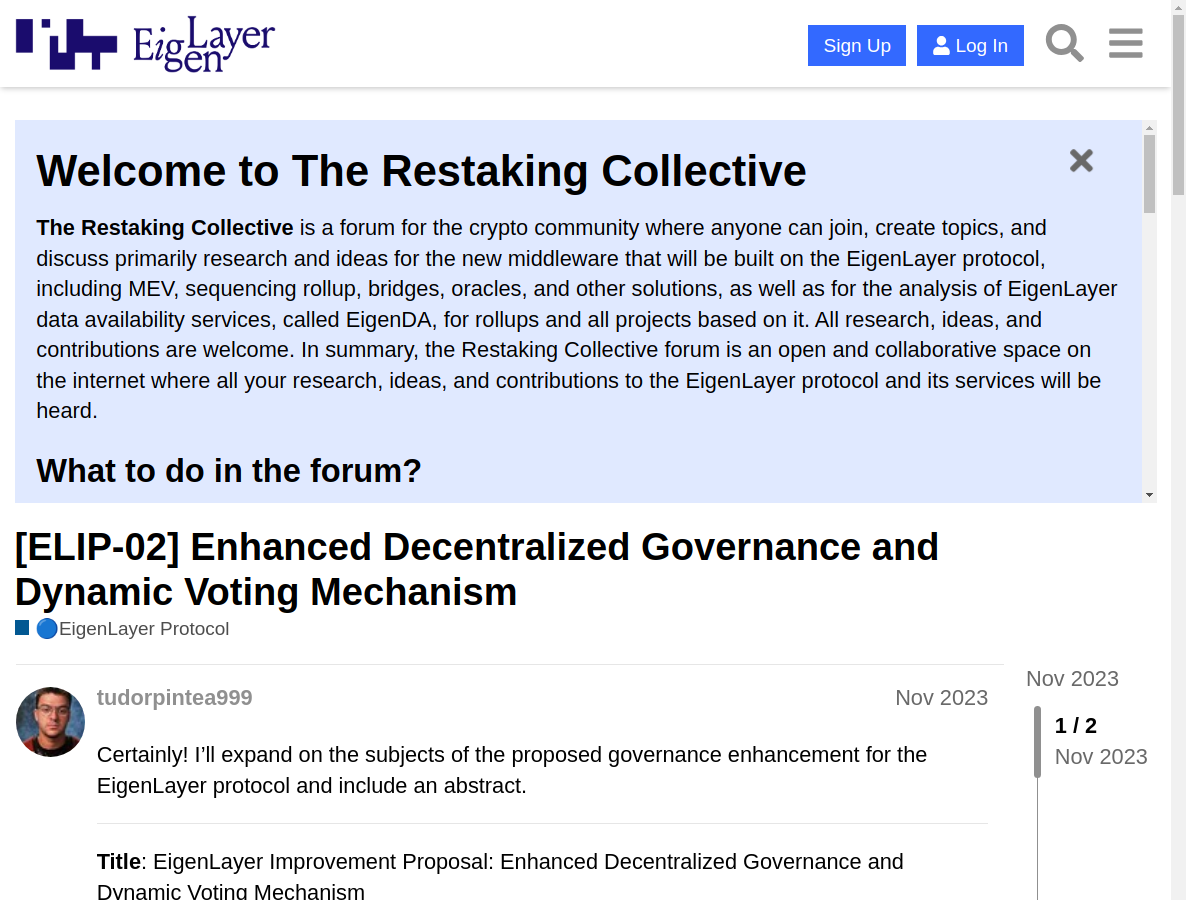 EigLayer
gen
Sign Up
Log In
Welcome to The Restaking Collective
The Restaking Collective is a forum for the crypto community where anyone can join, create topics, and
discuss primarily research and ideas for the new middleware that will be built on the EigenLayer protocol,
including MEV, sequencing rollup, bridges, oracles, and other solutions, as well as for the analysis of EigenLayer
data availability services, called EigenDA, for rollups and all projects based on it. All research, ideas, and
contributions are welcome. In summary, the Restaking Collective forum is an open and collaborative space on
the internet where all your research, ideas, and contributions to the EigenLayer protocol and its services will be
heard.
What to do in the forum?
[ELIP-02] Enhanced Decentralized Governance and
Dynamic Voting Mechanism
EigenLayer Protocol
tudorpintea999
Nov 2023
Certainly! I’ll expand on the subjects of the proposed governance enhancement for the
EigenLayer protocol and include an abstract.
Title: EigenLayer Improvement Proposal: Enhanced Decentralized Governance and
Dynamic Voting Mechanism
Nov 2023
1 / 2
Nov 2023